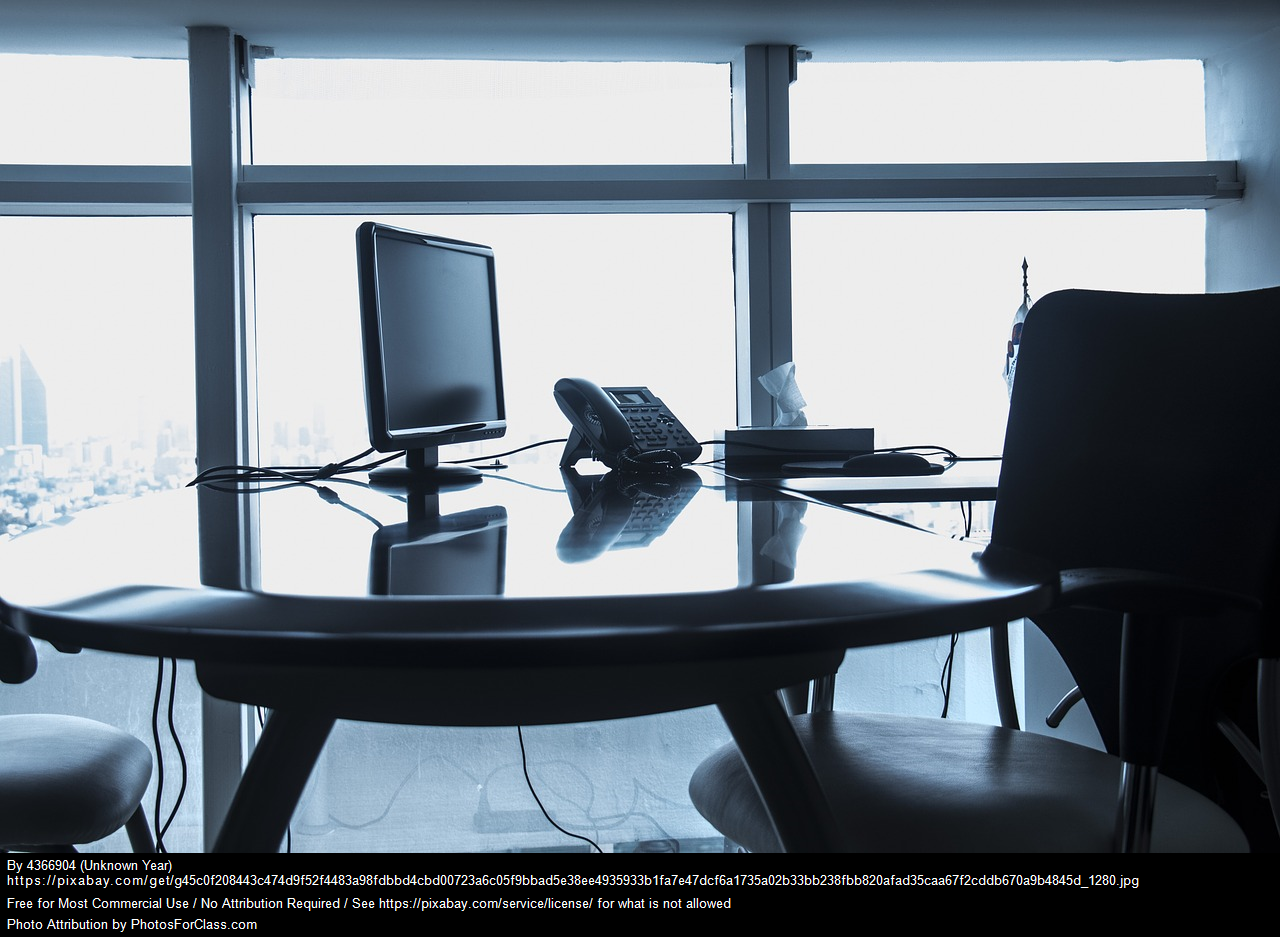 By 4366904 (Unknown Year)
https://pixabay.com/get/g45c0f208443c474d9f52f4483a98fdbbd4cbd00723a6c05f9bbad5e38ee4935933b1fa7e47dcf6a1735a02b33bb238fbb820afad35caa67f2cddb670a9b4845d_1280.jpg
Free for Most Commercial Use / No Attribution Required / See https://pixabay.com/service/license/ for what is not allowed
Photo Attribution by PhotosForClass.com